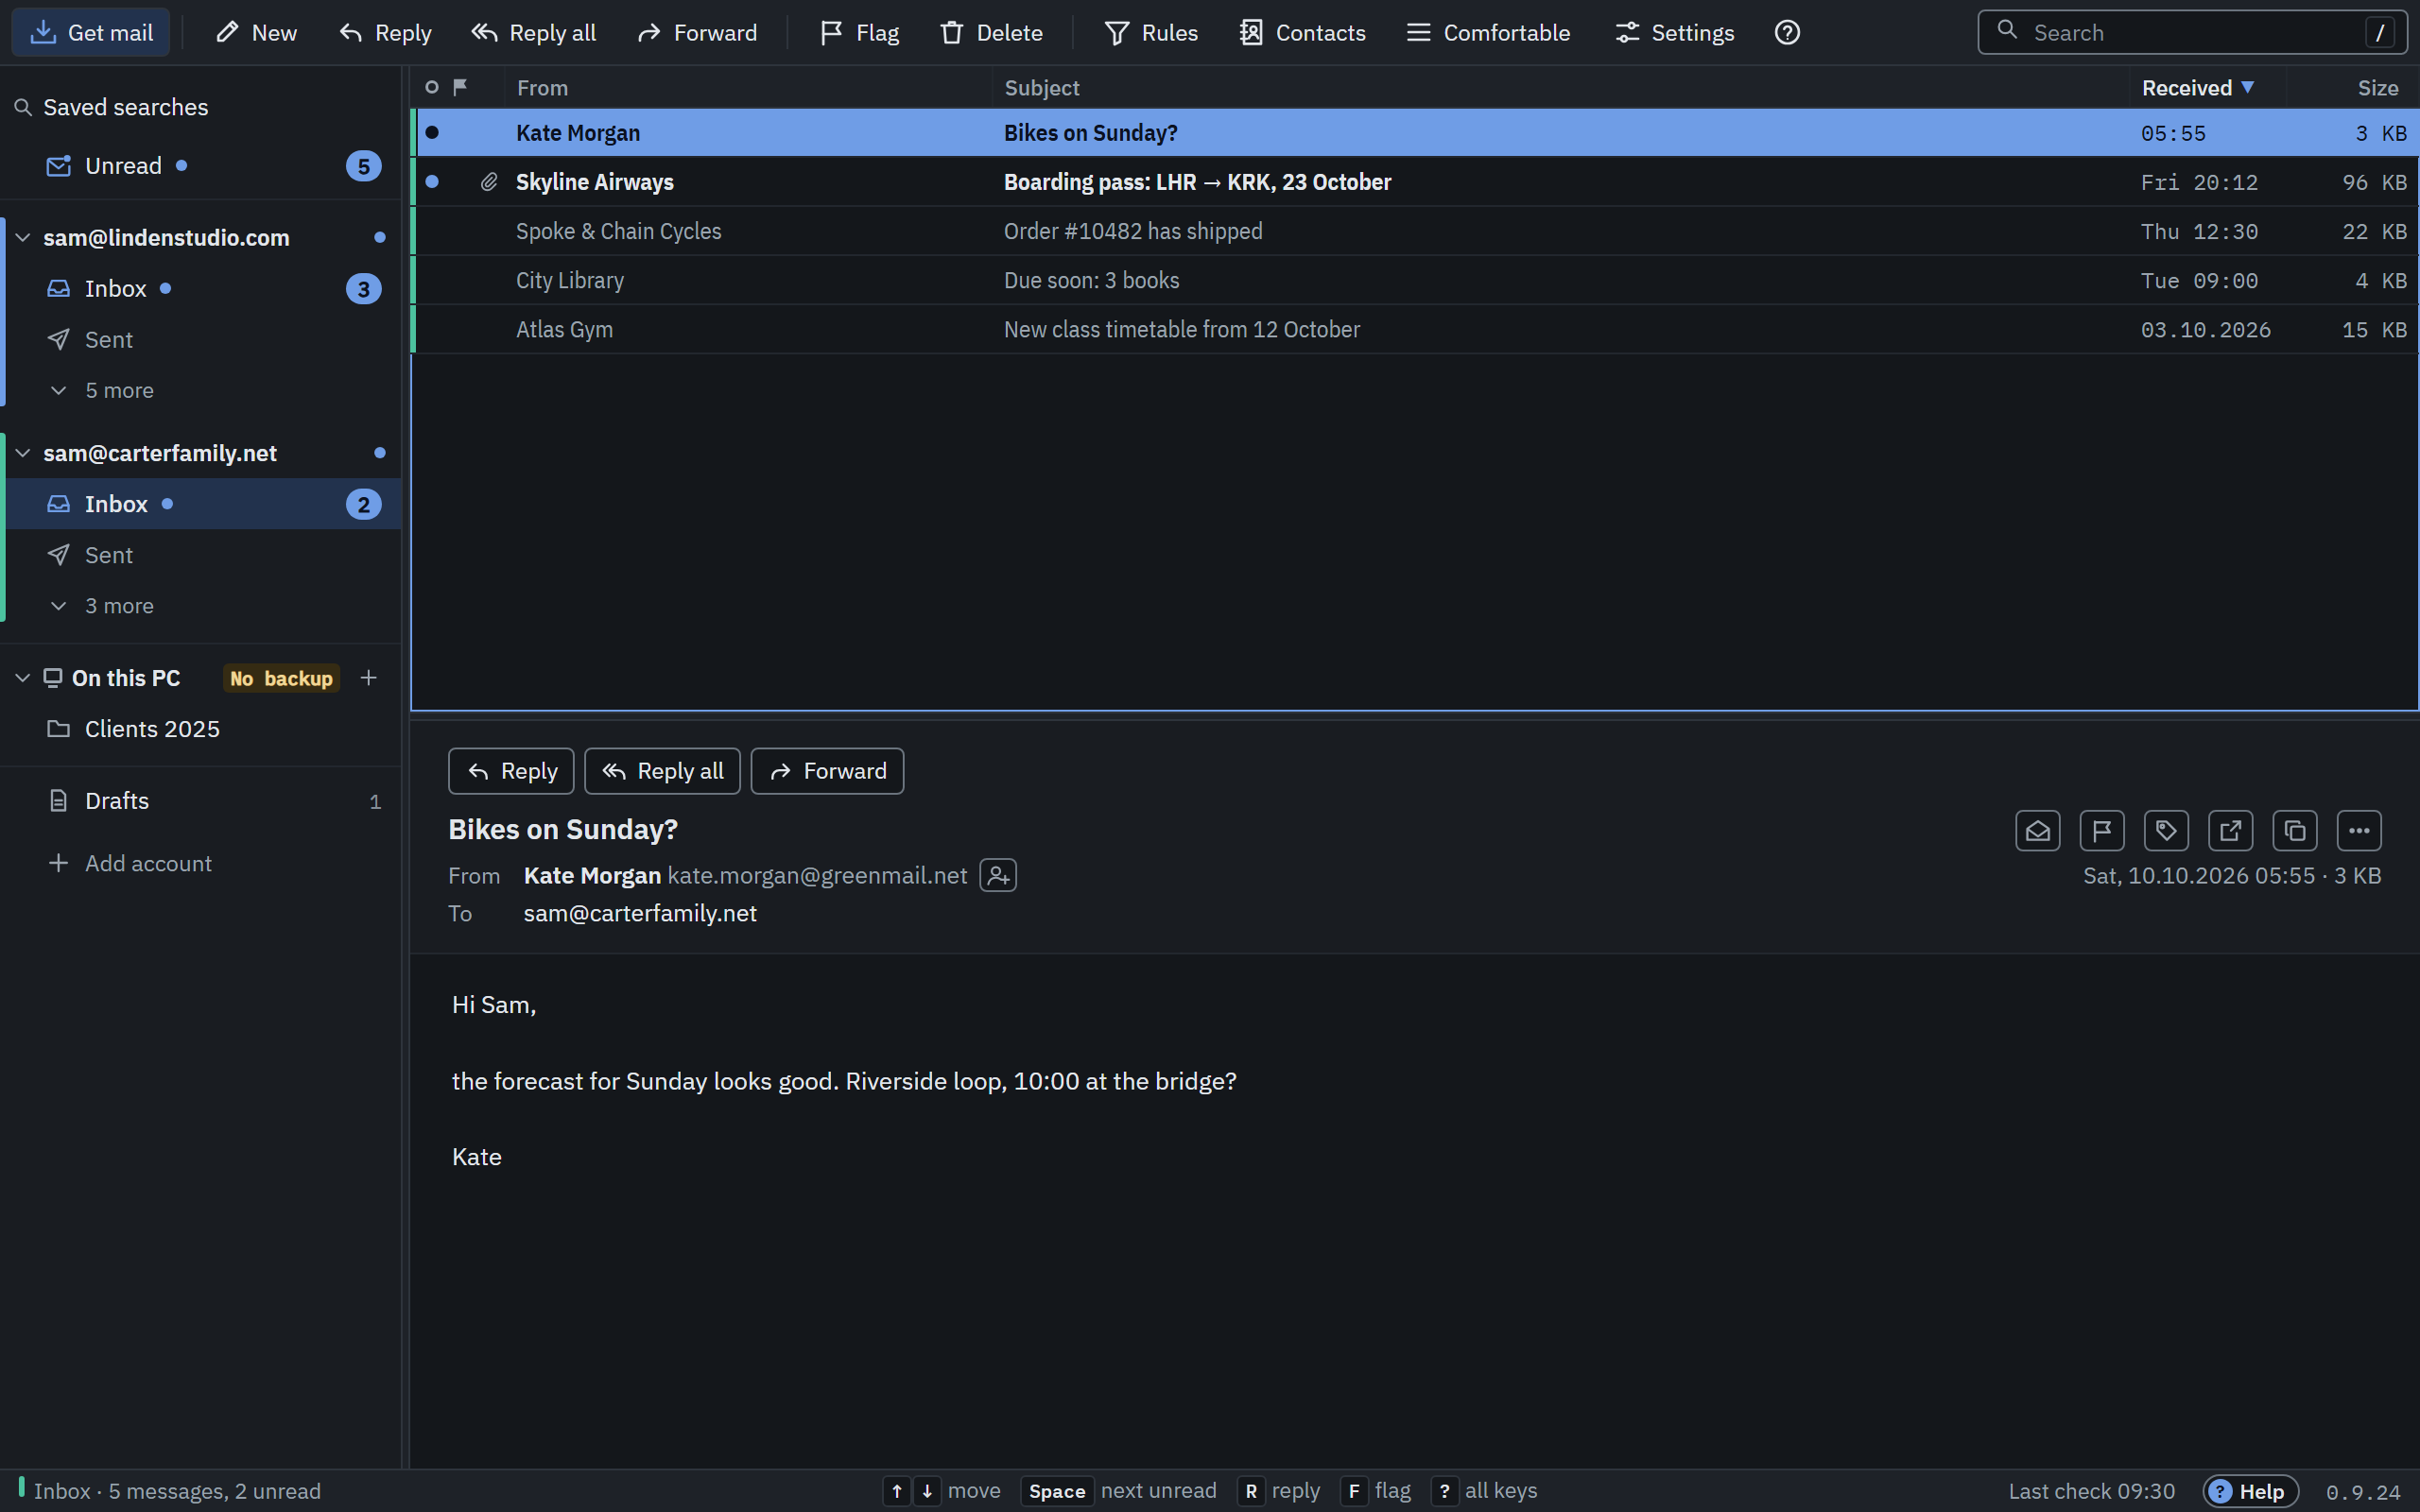 Get mail New Reply Reply all Forward Flag Delete Rules Contacts Comfortable Settings Search /
Saved searches
Unread 5
sam@lindenstudio.com
Inbox 3
Sent
5 more
sam@carterfamily.net
Inbox 2
Sent
3 more
On this PC No backup
Clients 2025
Drafts 1
Add account
From Subject Received Size
Kate Morgan Bikes on Sunday? 05:55 3 KB
Skyline Airways Boarding pass: LHR → KRK, 23 October Fri 20:12 96 KB
Spoke & Chain Cycles Order #10482 has shipped Thu 12:30 22 KB
City Library Due soon: 3 books Tue 09:00 4 KB
Atlas Gym New class timetable from 12 October 03.10.2026 15 KB
Reply Reply all Forward
Bikes on Sunday?
From Kate Morgan kate.morgan@greenmail.net Sat, 10.10.2026 05:55 · 3 KB
To sam@carterfamily.net
Hi Sam,
the forecast for Sunday looks good. Riverside loop, 10:00 at the bridge?
Kate
Inbox · 5 messages, 2 unread ↑ ↓ move Space next unread R reply F flag ? all keys Last check 09:30 ? Help 0.9.24